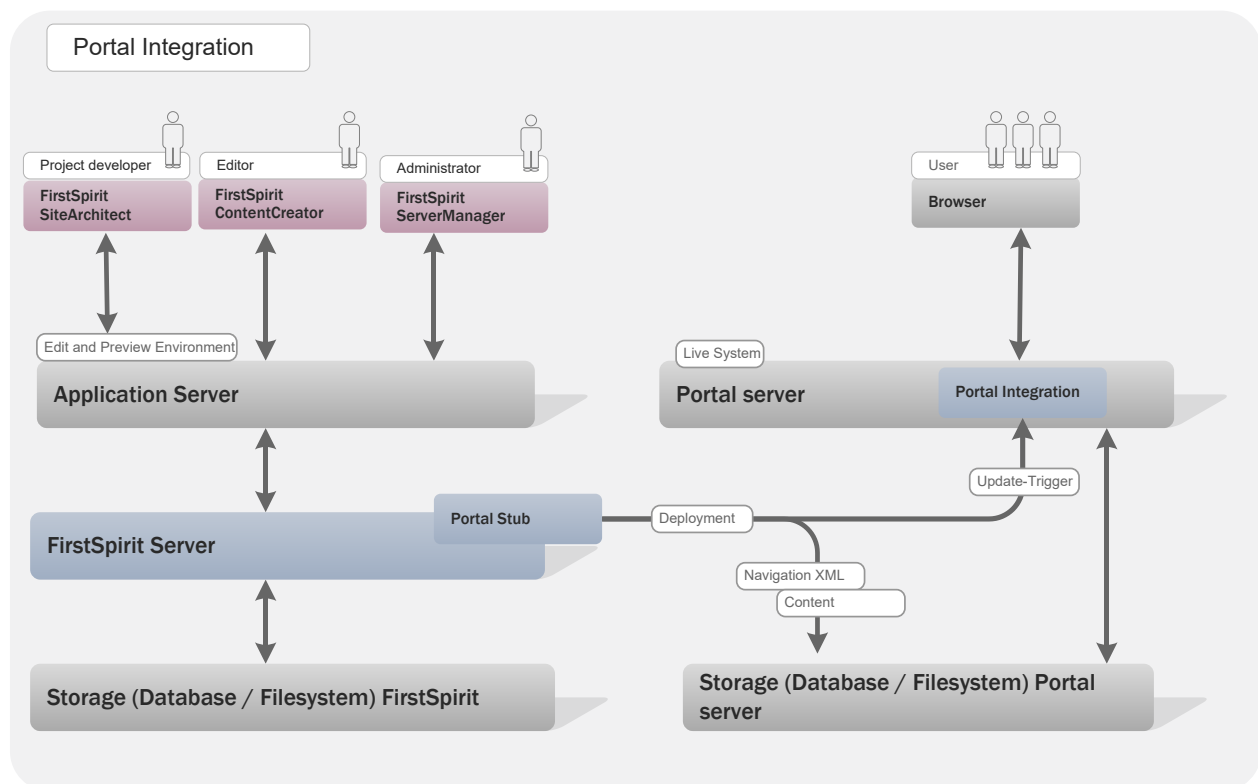 Portal Integration
Project developer
FirstSpirit
SiteArchitect
Editor
FirstSpirit
ContentCreator
Administrator
FirstSpirit
ServerManager
User
Browser
Edit and Preview Environment
Application Server
Live System
Portal server
Portal Integration
Update-Trigger
Portal Stub
FirstSpirit Server
Deployment
Navigation XML
Content
Storage (Database / Filesystem) FirstSpirit
Storage (Database / Filesystem) Portal
server